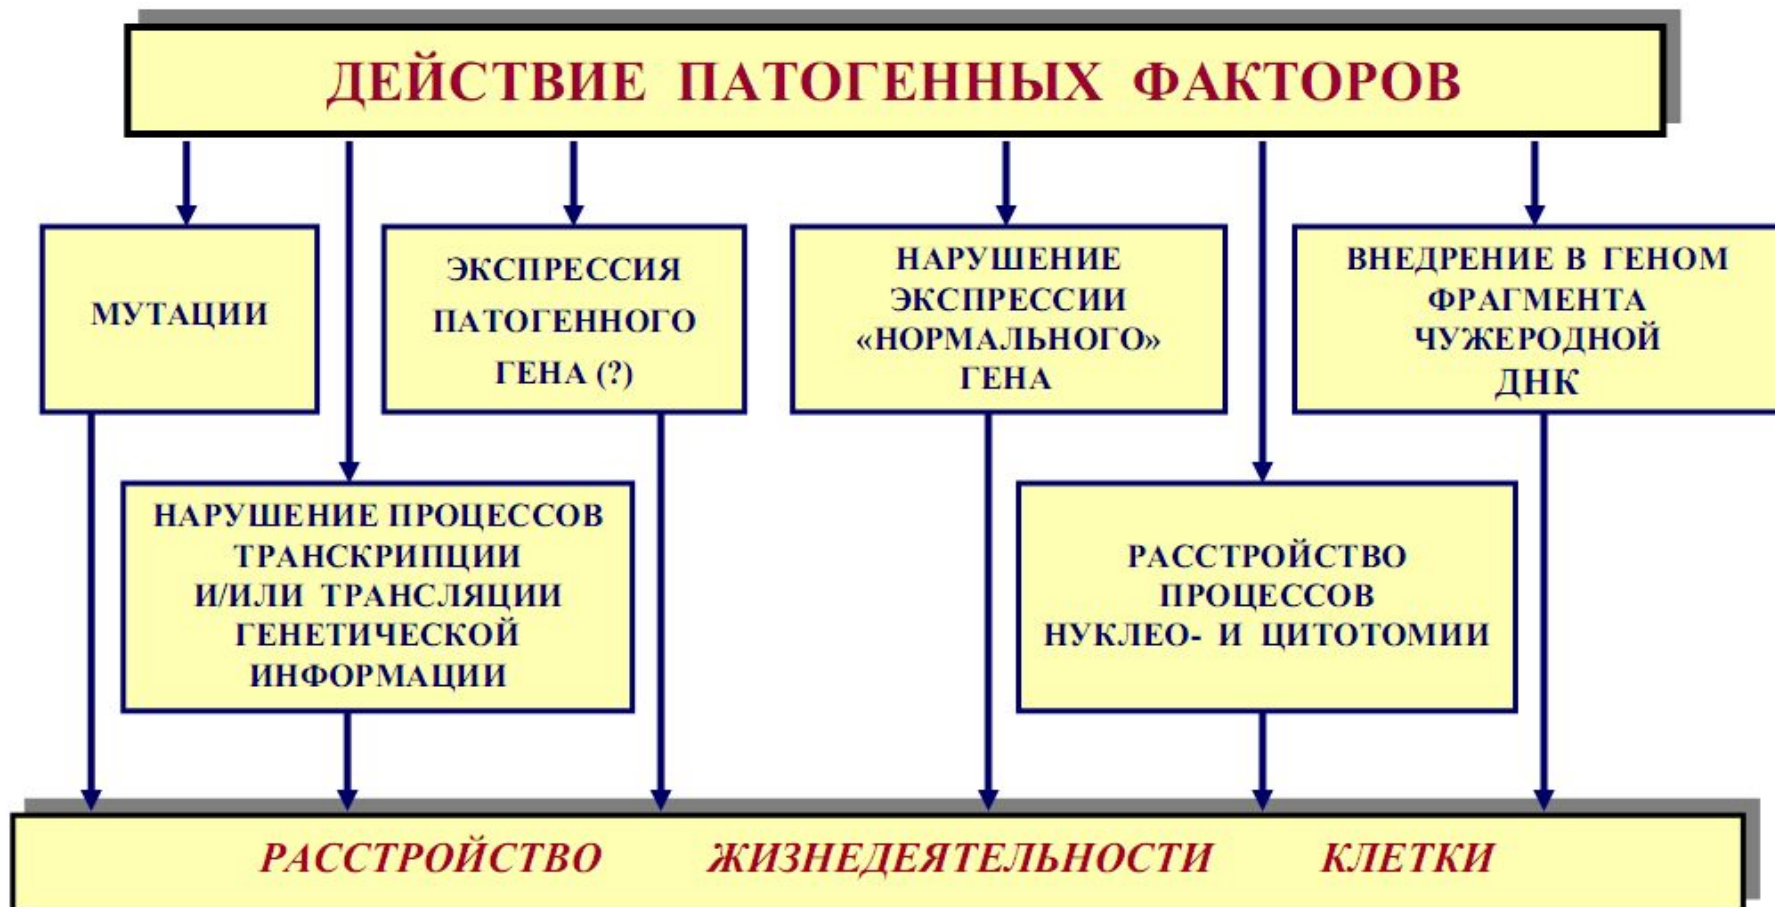 ДЕЙСТВИЕ ПАТОГЕННЫХ ФАКТОРОВ
МУТАЦИИ
ЭКСПРЕССИЯ
ПАТОГЕННОГО
ГЕНА (?)
НАРУШЕНИЕ
ЭКСПРЕССИИ
«НОРМАЛЬНОГО»
ГЕНА
ВНЕДРЕНИЕ В ГЕНОМ
ФРАГМЕНТА
ЧУЖЕРОДНОЙ
ДНК
НАРУШЕНИЕ ПРОЦЕССОВ
ТРАНСКРИПЦИИ
И/ИЛИ ТРАНСЛЯЦИИ
ГЕНЕТИЧЕСКОЙ
ИНФОРМАЦИИ
РАССТРОЙСТВО
ПРОЦЕССОВ
НУКЛЕО- И ЦИТОТОМИИ
РАССТРОЙСТВО ЖИЗНЕДЕЯТЕЛЬНОСТИ КЛЕТКИ